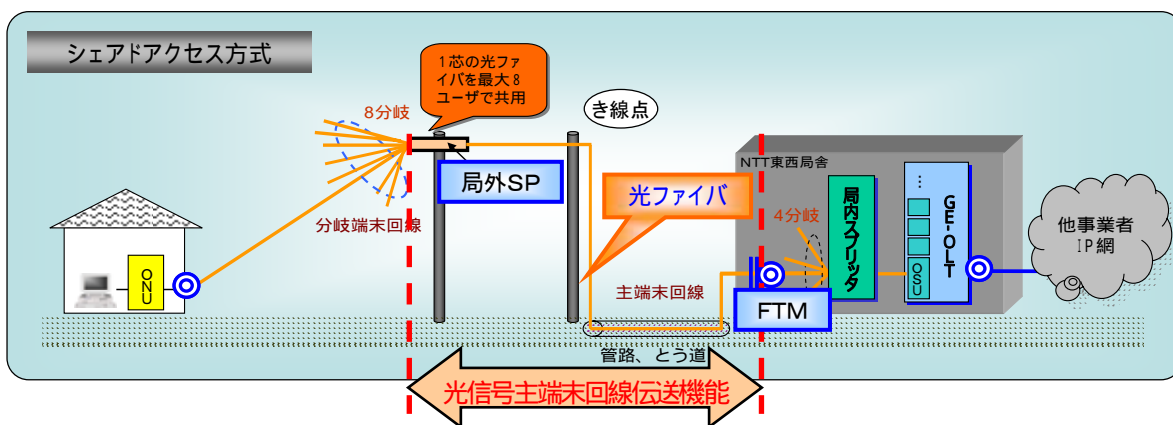 シェアドアクセス方式
1芯の光ファ
イバを最大8
ユーザで共用
8分岐
き線点
NTT東西局舎
局外SP
光ファイバ
4分岐
局内スプリッタ
…
GE-OLT
OSU
他事業者
IP網
分岐端末回線
ONU
主端末回線
FTM
管路、とう道
光信号主端末回線伝送機能